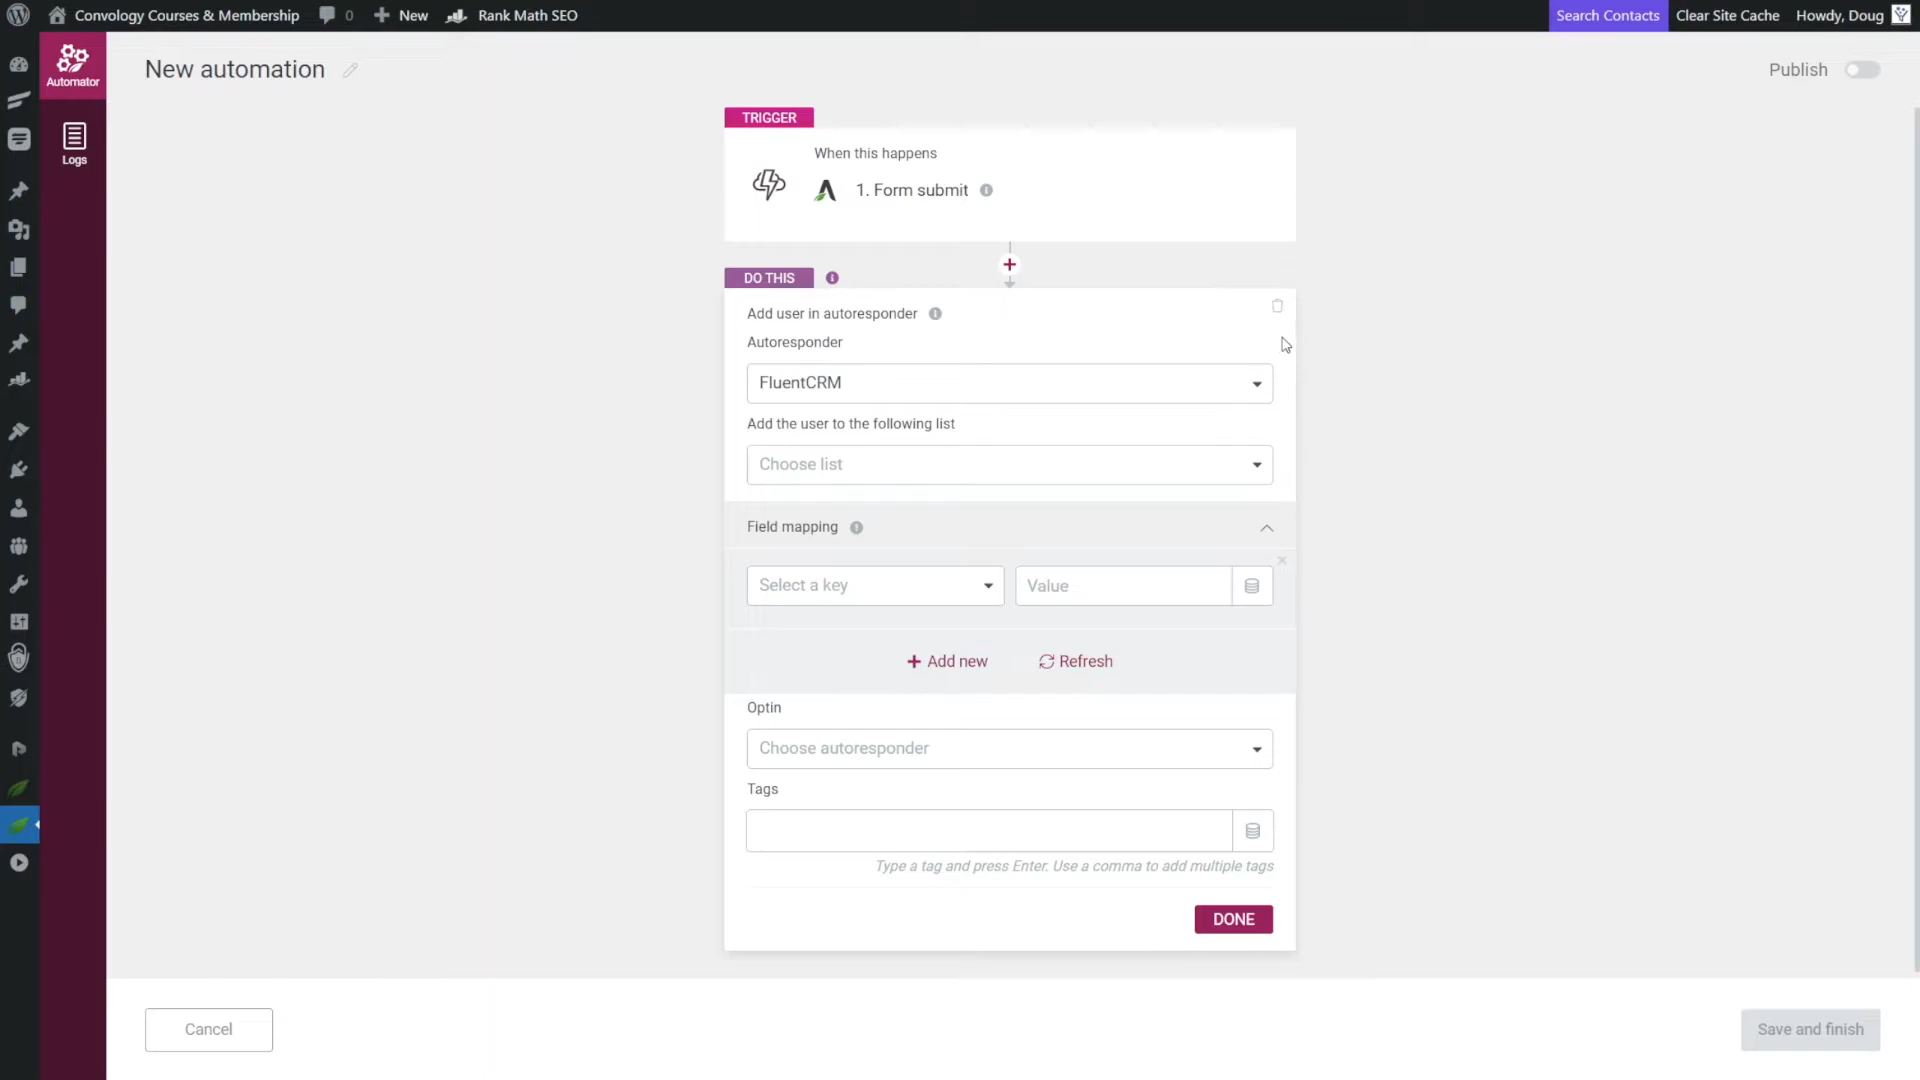 Convology Courses & Membership
0
New
Rank Math SEO
Search Contacts
Clear Site Cache
Howdy, Doug
Automator
Logs
New automation
Publish
TRIGGER
When this happens
1. Form submit
DO THIS
Add user in autoresponder
Autoresponder
FluentCRM
Add the user to the following list
Choose list
Field mapping
Select a key
Value
Add new
Refresh
Optin
Choose autoresponder
Tags
Type a tag and press Enter. Use a comma to add multiple tags
DONE
Cancel
Save and finish